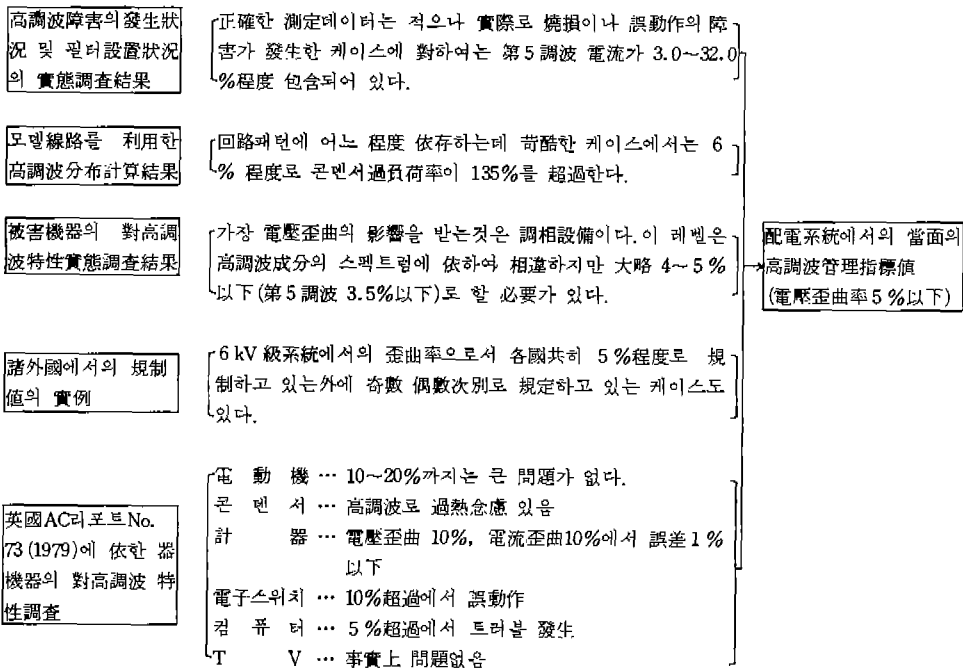 高調波障害의 發生狀
況 및 필터設置狀況
의 實態調査結果
正確한 測定데이터는 적으나 實際로 燒損이나 誤動作의 障
害가 發生한 케이스에 對하여는 第5調波 電流가 3.0~32.0
%程度 包含되어 있다.
모델線路를 利用한
高調波分布計算結果
回路패턴에 어느 程度 依存하는데 苛酷한 케이스에서는 6
% 程度로 콘덴서過負荷率이 135%를 超過한다.
被害機器의 對高調
波特性實態調査結果
가장 電壓歪曲의 影響을 받는것은 調相設備이다. 이 레벨은
高調波成分의 스펙트럼에 依하여 相違하지만 大略 4~5%
以下(第5調波 3.5%以下)로 할 必要가 있다.
配電系統에서의 當面의
高調波管理指標値
(電壓歪曲率5%以下)
諸外國에서의 規制
値의 實例
6kV級系統에서의 歪曲率으로서 各國共히 5%程度로 規
制하고 있는外에 奇數 偶數次別로 規定하고 있는 케이스도
있다.
英國AC리포트No.
73(1979)에 依한 器
機器의 對高調波 特
性調査
電動機 … 10~20%까지는 큰 問題가 없다.
콘덴서 … 高調波로 過熱念慮 있음
計器 … 電壓歪曲 10%, 電流歪曲10%에서 誤差1%
以下
電子스위치 … 10%超過에서 誤動作
컴퓨터 … 5%超過에서 트러블 發生
TV … 事實上 問題없음